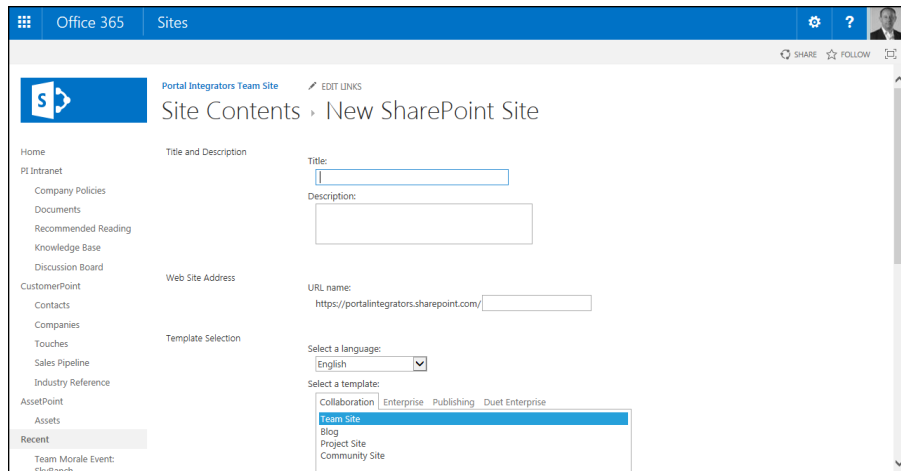 Office 365 Sites ?
SHARE FOLLOW
S
Portal Integrators Team Site EDIT LINKS
Site Contents › New SharePoint Site
Home
PI Intranet
Company Policies
Documents
Recommended Reading
Knowledge Base
Discussion Board
CustomerPoint
Contacts
Companies
Touches
Sales Pipeline
Industry Reference
AssetPoint
Assets
Recent
Team Morale Event:
SkyRanch
Title and Description
Title:
Description:
Web Site Address
URL name:
https://portalintegrators.sharepoint.com/
Template Selection
Select a language:
English
Select a template:
Collaboration Enterprise Publishing Duet Enterprise
Team Site
Blog
Project Site
Community Site